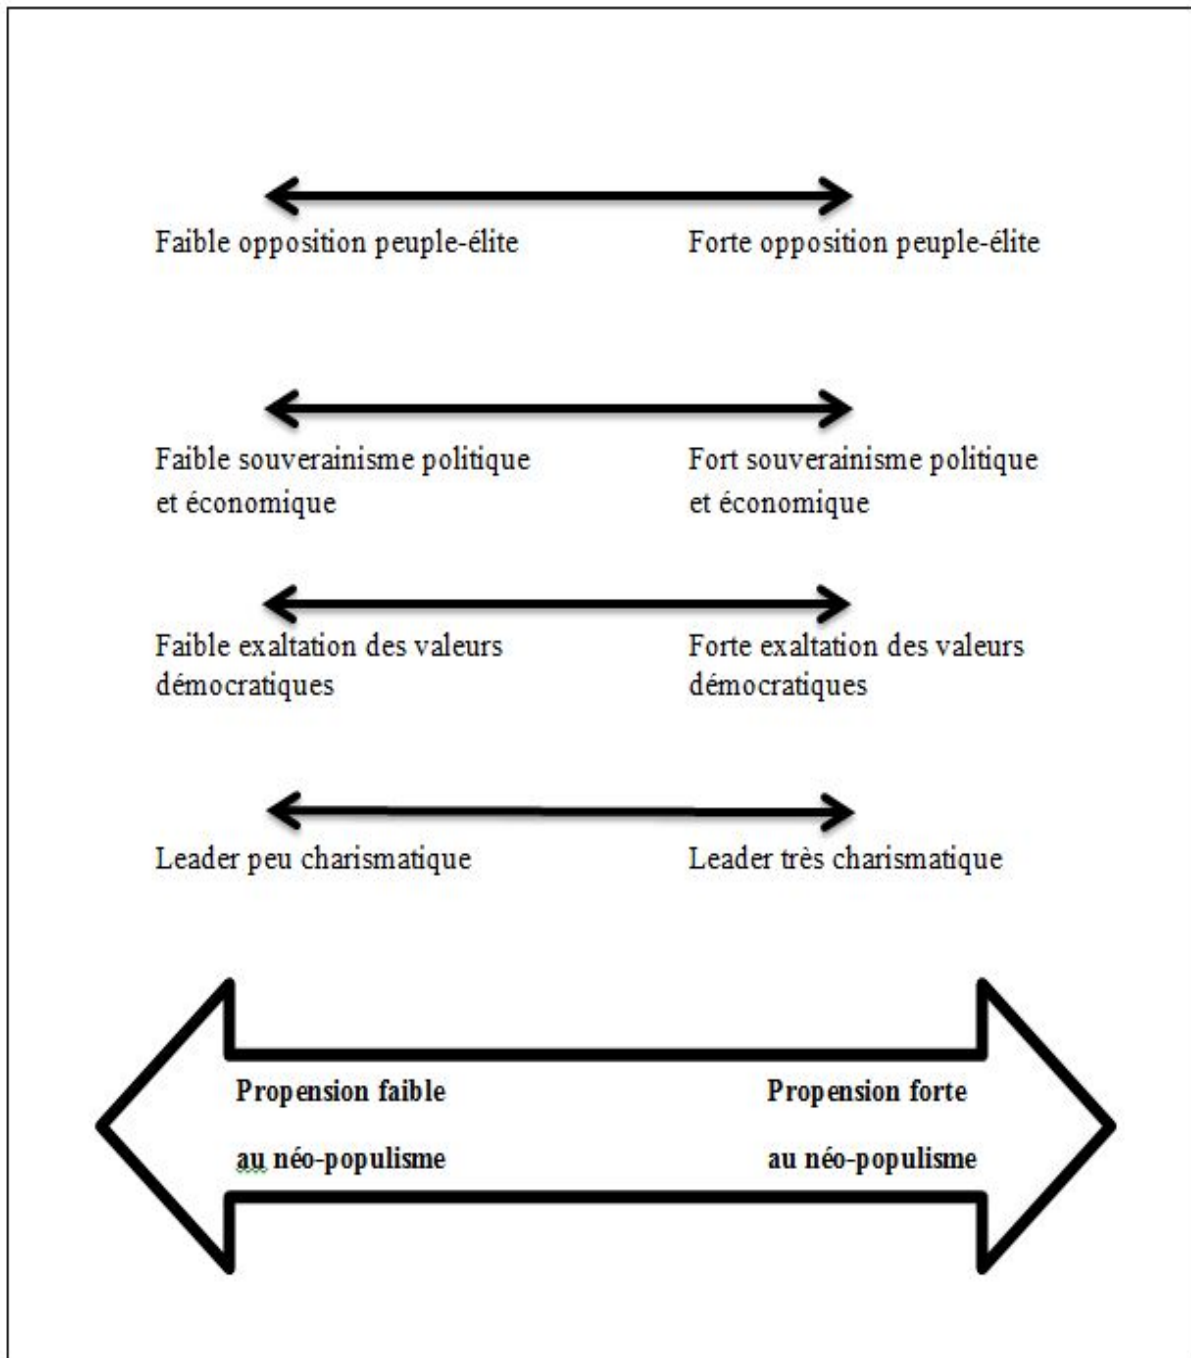 Faible opposition peuple-élite
Forte opposition peuple-élite
Faible souverainisme politique
et économique
Fort souverainisme politique
et économique
Faible exaltation des valeurs
démocratiques
Forte exaltation des valeurs
démocratiques
Leader peu charismatique
Leader très charismatique
Propension faible
au néo-populisme
Propension forte
au néo-populisme